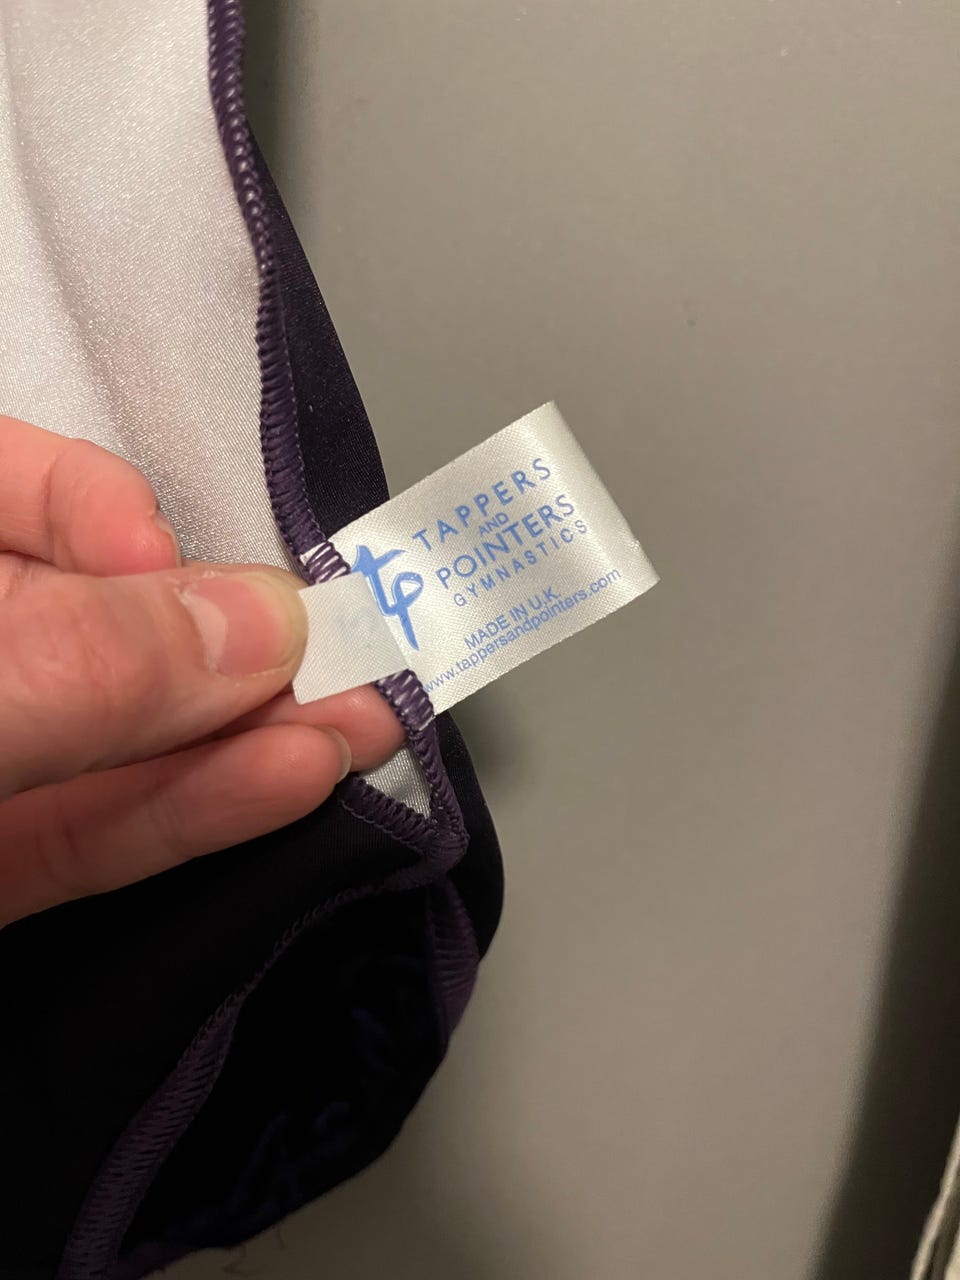 tp
TAPPERS
AND
POINTERS
GYMNASTICS
MADE IN U.K.
www.tappersandpointers.com